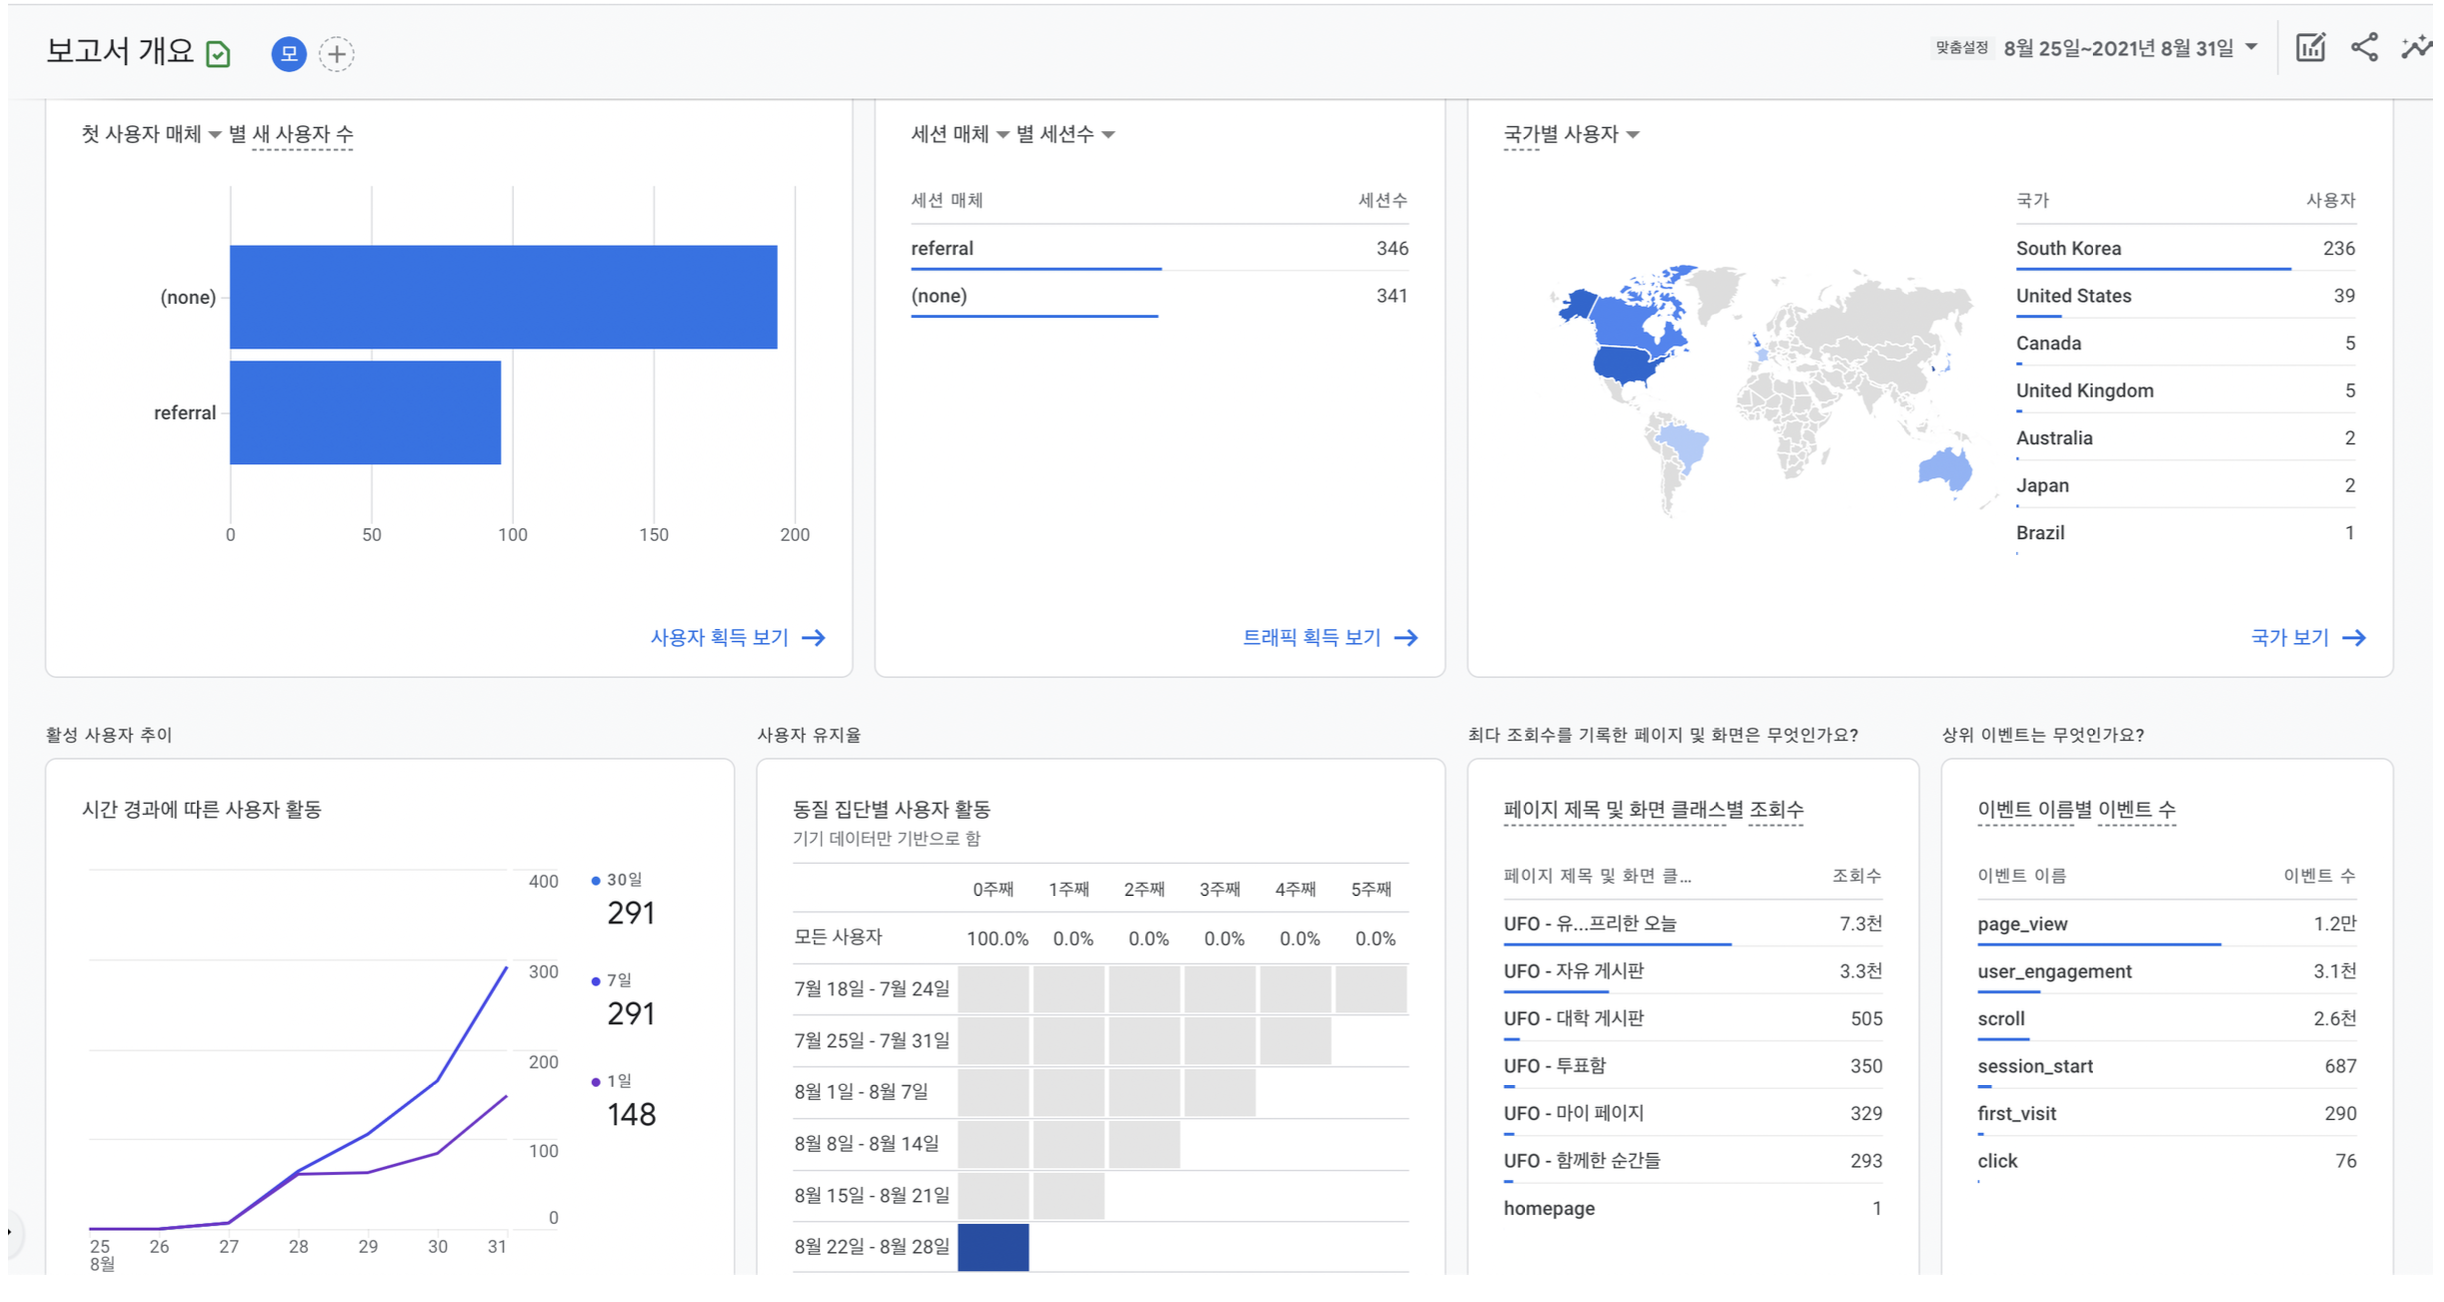 보고서 개요
모
맞춤설정 8월 25일~2021년 8월 31일
첫 사용자 매체 별 새 사용자 수
(none)
referral
0 50 100 150 200
사용자 획득 보기
세션 매체 별 세션수
세션 매체 세션수
referral 346
(none) 341
트래픽 획득 보기
국가별 사용자
국가 사용자
South Korea 236
United States 39
Canada 5
United Kingdom 5
Australia 2
Japan 2
Brazil 1
국가 보기
활성 사용자 추이
시간 경과에 따른 사용자 활동
400
300
200
100
0
25 26 27 28 29 30 31
8월
30일
291
7일
291
1일
148
사용자 유지율
동질 집단별 사용자 활동
기기 데이터만 기반으로 함
0주째 1주째 2주째 3주째 4주째 5주째
모든 사용자 100.0% 0.0% 0.0% 0.0% 0.0% 0.0%
7월 18일 - 7월 24일
7월 25일 - 7월 31일
8월 1일 - 8월 7일
8월 8일 - 8월 14일
8월 15일 - 8월 21일
8월 22일 - 8월 28일
최다 조회수를 기록한 페이지 및 화면은 무엇인가요?
페이지 제목 및 화면 클래스별 조회수
페이지 제목 및 화면 클... 조회수
UFO - 유...프리한 오늘 7.3천
UFO - 자유 게시판 3.3천
UFO - 대학 게시판 505
UFO - 투표함 350
UFO - 마이 페이지 329
UFO - 함께한 순간들 293
homepage 1
상위 이벤트는 무엇인가요?
이벤트 이름별 이벤트 수
이벤트 이름 이벤트 수
page_view 1.2만
user_engagement 3.1천
scroll 2.6천
session_start 687
first_visit 290
click 76